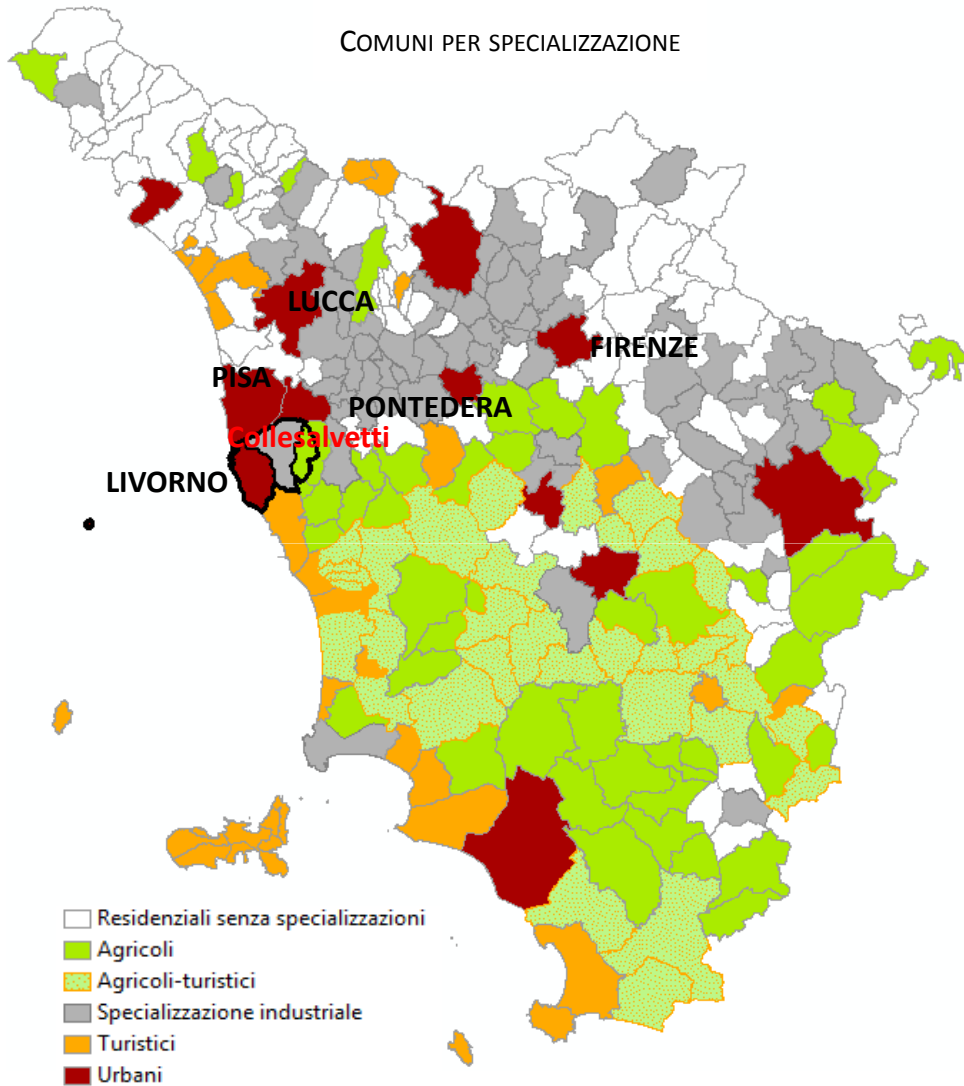 COMUNI PER SPECIALIZZAZIONE
LUCCA
FIRENZE
PISA
PONTEDERA
Collesalvetti
LIVORNO
Residenziali senza specializzazioni
Agricoli
Agricoli-turistici
Specializzazione industriale
Turistici
Urbani